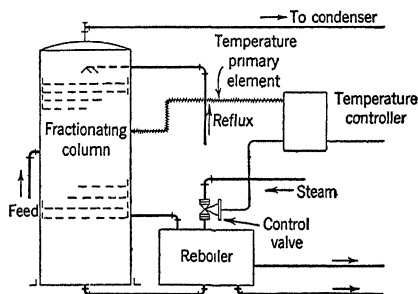 To condenser
Temperature
primary
element
Temperature
controller
Reflux
Fractionating
column
Steam
Feed
Control
valve
Reboiler